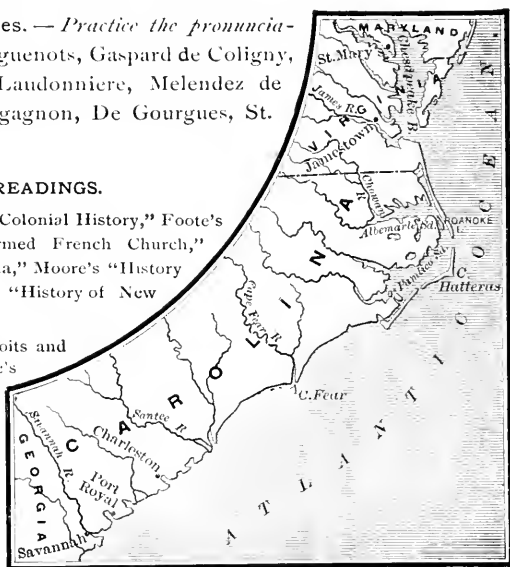 es. — Practice the pronuncia-
guenots, Gaspard de Coligny,
Laudonniere, Melendez de
gagnon, De Gourgues, St.
READINGS.
Colonial History," Foote's
rmed French Church,"
a," Moore's "History
"History of New
oits and
e's
MARYLAND
St. Mary
Chesapeake B.
VIRGINIA
James R.
Jamestown
Chowan R.
Albemarle Sd.
ROANOKE I.
Pamlico Sd.
C. Hatteras
CAROLINA
Cape Fear R.
C. Fear
Santee R.
Charleston
Port Royal
Savannah R.
GEORGIA
Savannah
ATLANTIC OCEAN